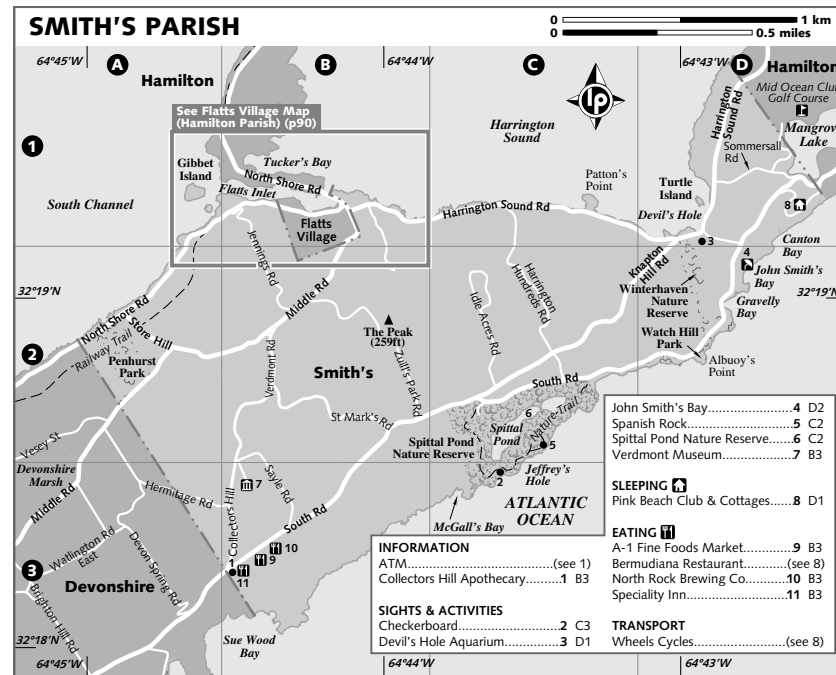 SMITH'S PARISH
0 1 km
0 0.5 miles
64°45'W
64°44'W
64°43'W
A
B
C
D
Hamilton
Hamilton
Mid Ocean Club
Golf Course
Mangrove
Lake
See Flatts Village Map
(Hamilton Parish) (p90)
1
Harrington
Sound
Harrington
Sound Rd
Sommersall
Rd
Gibbet
Island
Tucker's Bay
North Shore Rd
Flatts Inlet
Patton's
Point
Turtle
Island
South Channel
Devil's Hole
8
Flatts
Village
Harrington Sound Rd
3
4
Canton
Bay
Jennings Rd
Knapton
Hill Rd
John Smith's
Bay
32°19'N
32°19'N
Middle Rd
Harrington
Hundreds Rd
Winterhaven
Nature
Reserve
Gravelly
Bay
North Shore Rd
Store Hill
Idle Acres Rd
The Peak
(259ft)
Watch Hill
Park
2
Railway Trail
Penhurst
Park
Albuoy's
Point
Verdmont Rd
Smith's
Zuill's Park Rd
South Rd
St Mark's Rd
6
Spittal
Pond
Nature Trail
Spittal Pond
Nature Reserve
5
Vesey St
Devonshire
Marsh
Jeffrey's
Hole
2
7
Sayle Rd
Hermitage Rd
Middle Rd
Collectors Hill
South Rd
ATLANTIC
OCEAN
McGall's Bay
Watlington Rd
East
Devon Spring Rd
10
9
1
11
3
Devonshire
Brighton Hill Rd
Sue Wood
Bay
32°18'N
64°45'W
64°44'W
64°43'W
INFORMATION
ATM..............................(see 1)
Collectors Hill Apothecary..........1 B3
SIGHTS & ACTIVITIES
Checkerboard..........2 C3
Devil's Hole Aquarium..........3 D1
John Smith's Bay..........4 D2
Spanish Rock..........5 C2
Spittal Pond Nature Reserve..........6 C2
Verdmont Museum..........7 B3
SLEEPING
Pink Beach Club & Cottages..........8 D1
EATING
A-1 Fine Foods Market..........9 B3
Bermudiana Restaurant..........(see 8)
North Rock Brewing Co..........10 B3
Speciality Inn..........11 B3
TRANSPORT
Wheels Cycles..........(see 8)